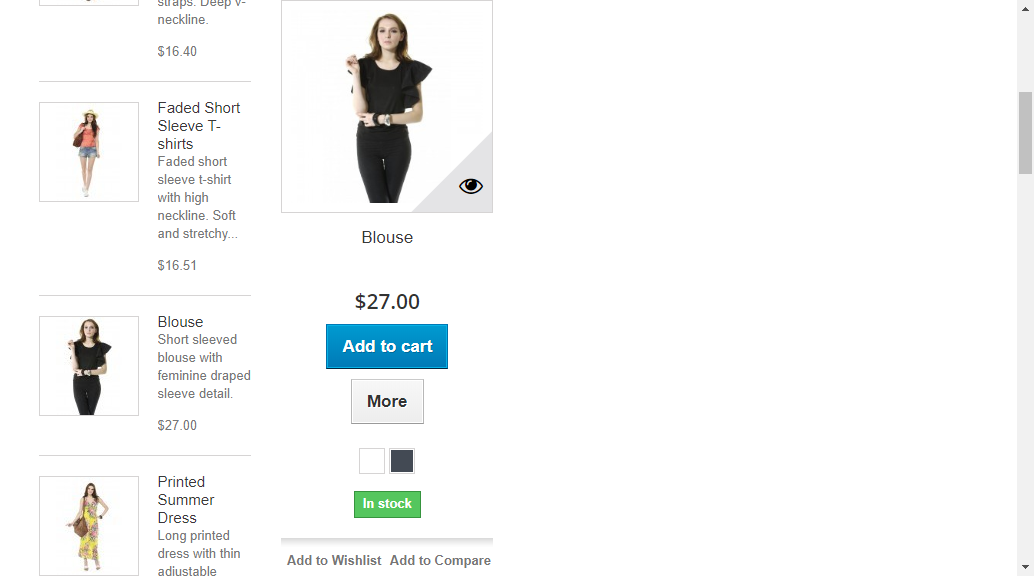 straps. Deep v-
neckline.
$16.40
Faded Short
Sleeve T-
shirts
Faded short
sleeve t-shirt
with high
neckline. Soft
and stretchy...
$16.51
Blouse
Short sleeved
blouse with
feminine draped
sleeve detail.
$27.00
Printed
Summer
Dress
Long printed
dress with thin
adjustable
Blouse
$27.00
Add to cart
More
In stock
Add to Wishlist Add to Compare